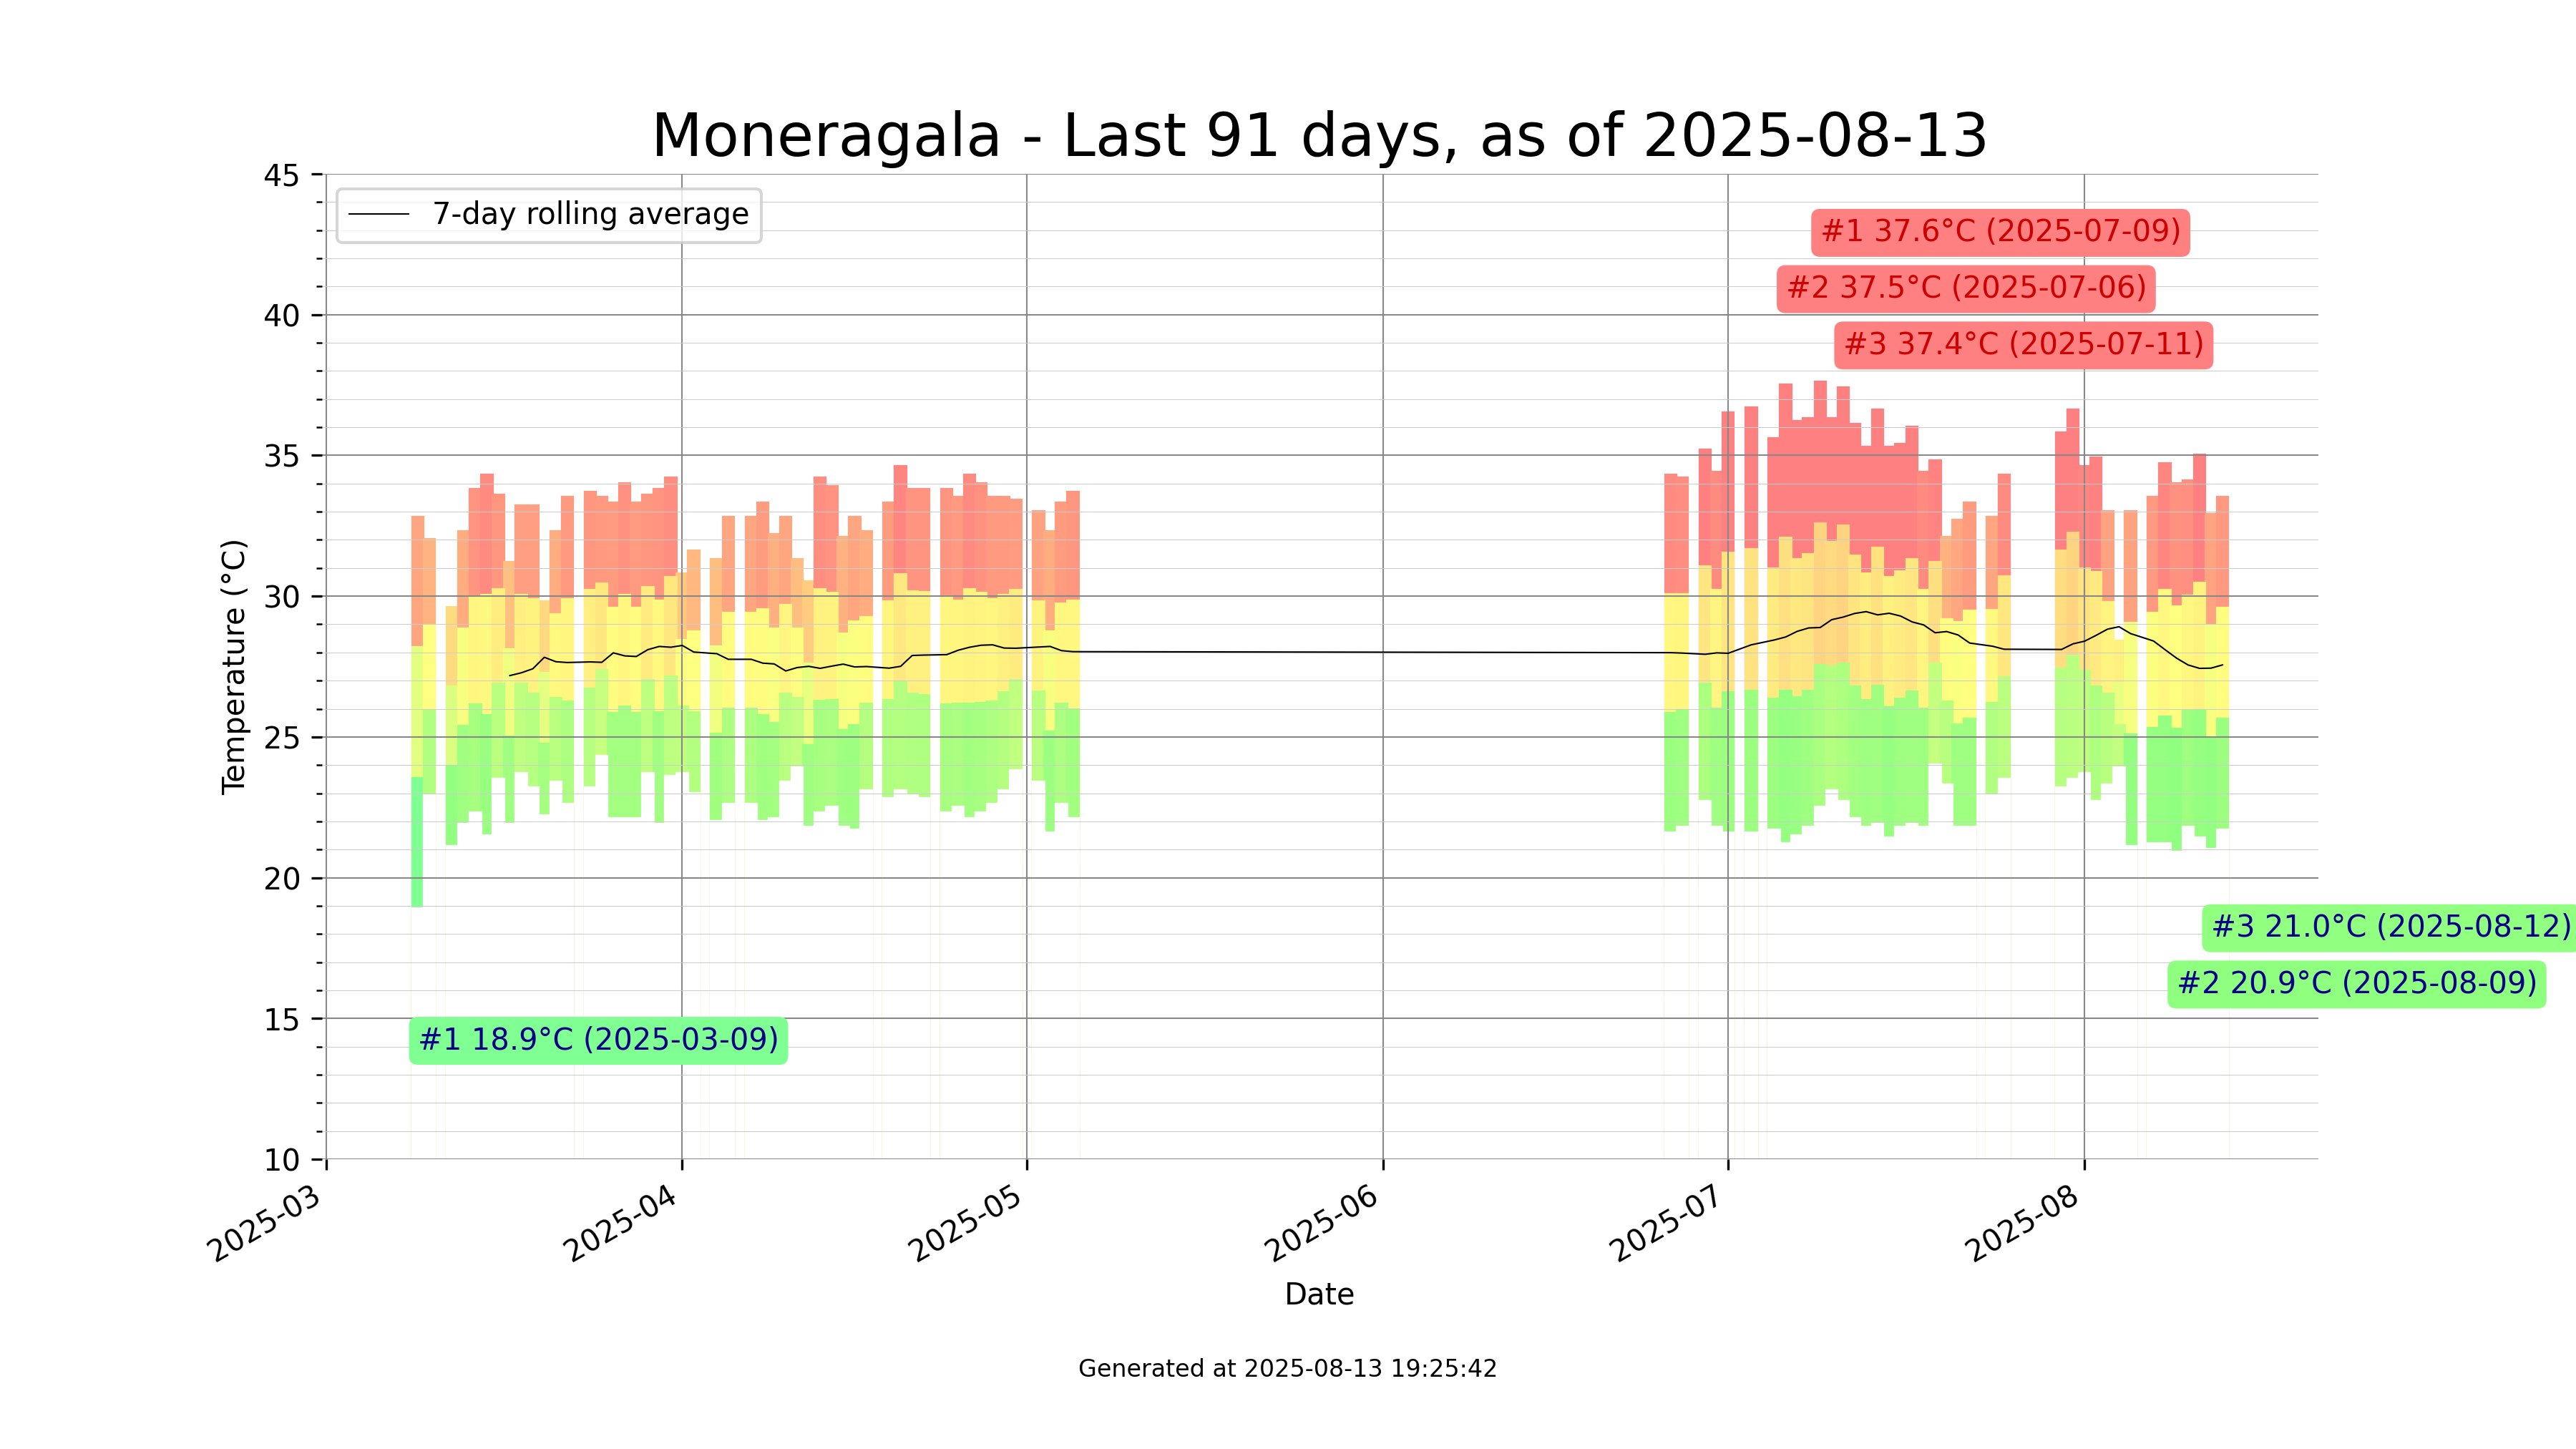 Moneragala - Last 91 days, as of 2025-08-13
45
40
35
30
25
20
15
10
Temperature (°C)
7-day rolling average
#1 37.6°C (2025-07-09)
#2 37.5°C (2025-07-06)
#3 37.4°C (2025-07-11)
#3 21.0°C (2025-08-12)
#2 20.9°C (2025-08-09)
#1 18.9°C (2025-03-09)
2025-03
2025-04
2025-05
2025-06
2025-07
2025-08
Date
Generated at 2025-08-13 19:25:42